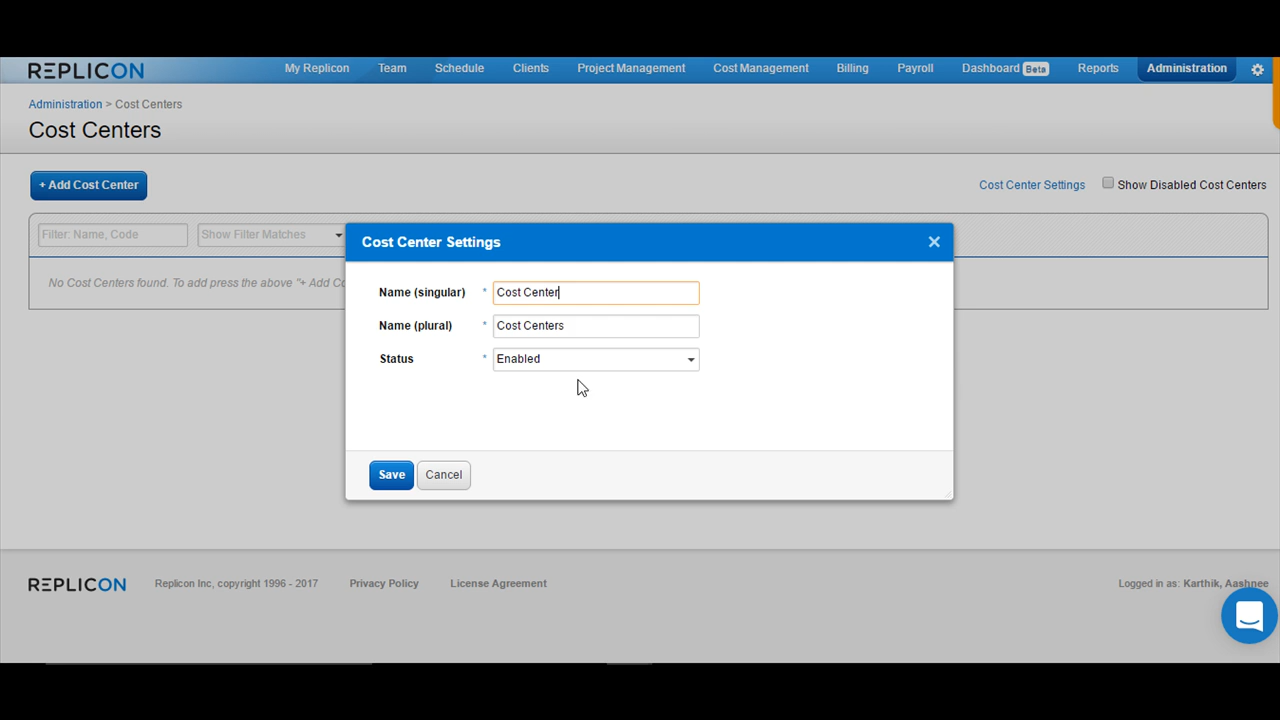 REPLICON
My Replicon Team Schedule Clients Project Management Cost Management Billing Payroll Dashboard Beta Reports Administration
Administration > Cost Centers
Cost Centers
+ Add Cost Center
Cost Center Settings Show Disabled Cost Centers
Filter: Name, Code Show Filter Matches
No Cost Centers found. To add press the above "+ Add Co
Cost Center Settings
Name (singular) * Cost Center
Name (plural) * Cost Centers
Status * Enabled
Save Cancel
REPLICON Replicon Inc, copyright 1996 - 2017 Privacy Policy License Agreement Logged in as: Karthik, Aashnee